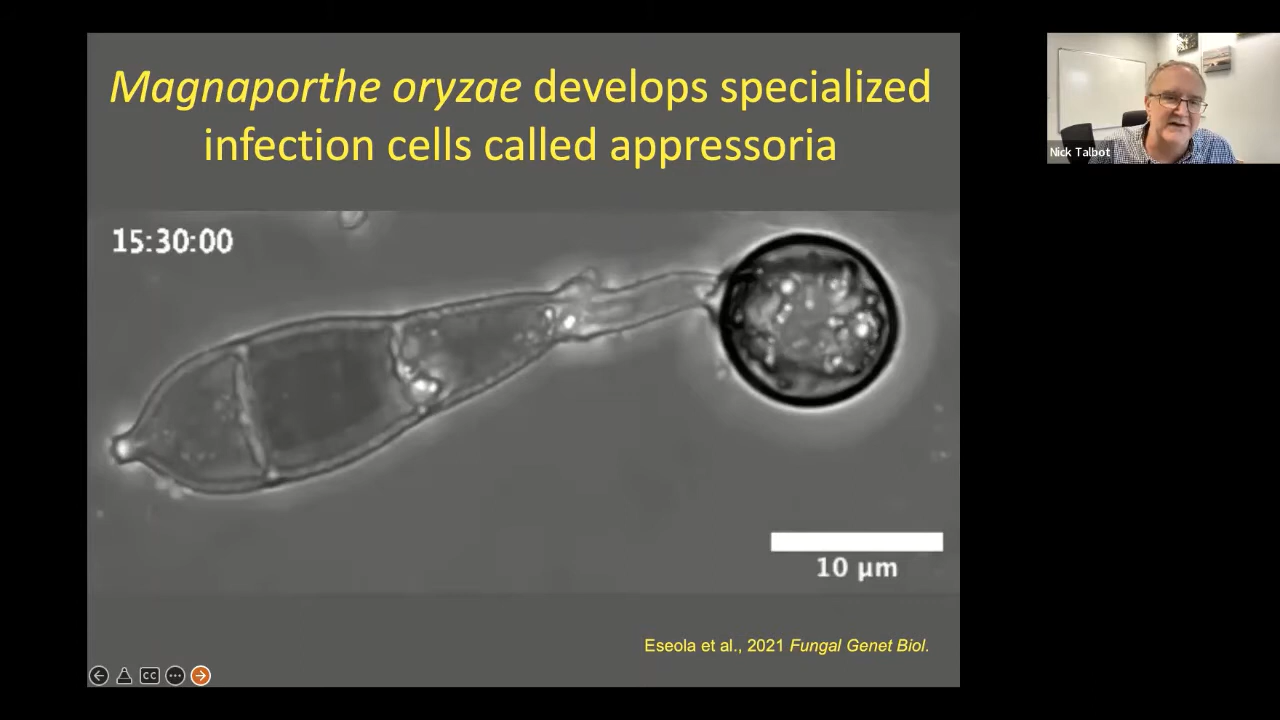 Magnaporthe oryzae develops specialized
infection cells called appressoria
15:30:00
10 µm
Eseola et al., 2021 Fungal Genet Biol.
CC
Nick Talbot